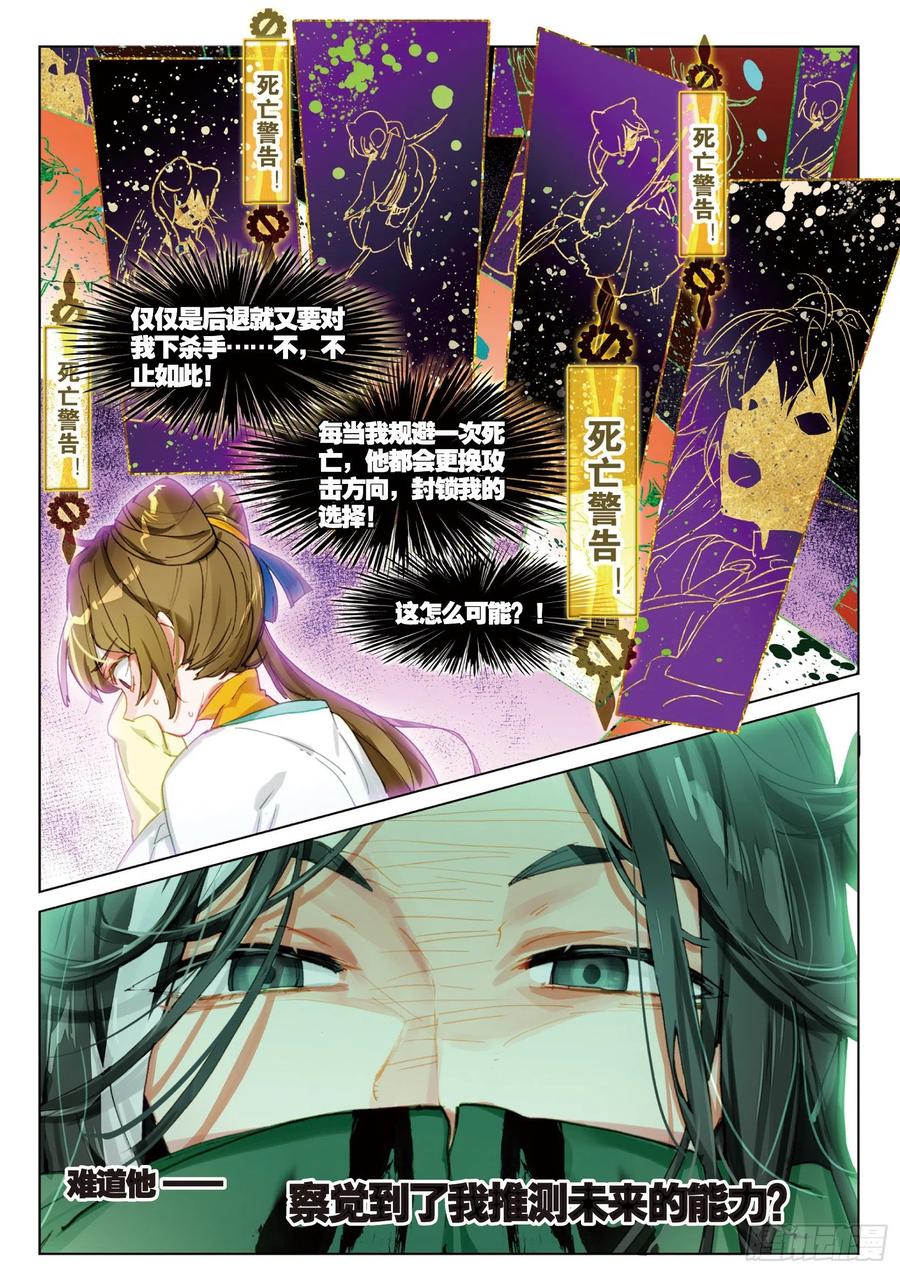 死亡警告！
死亡警告！
死亡警告！
死亡警告！
仅仅是后退就又要对
我下杀手……不，不
止如此！
每当我规避一次死
亡，他都会更换攻
击方向，封锁我的
选择！
这怎么可能？！
难道他——
察觉到了我推测未来的能力？
腾讯动漫